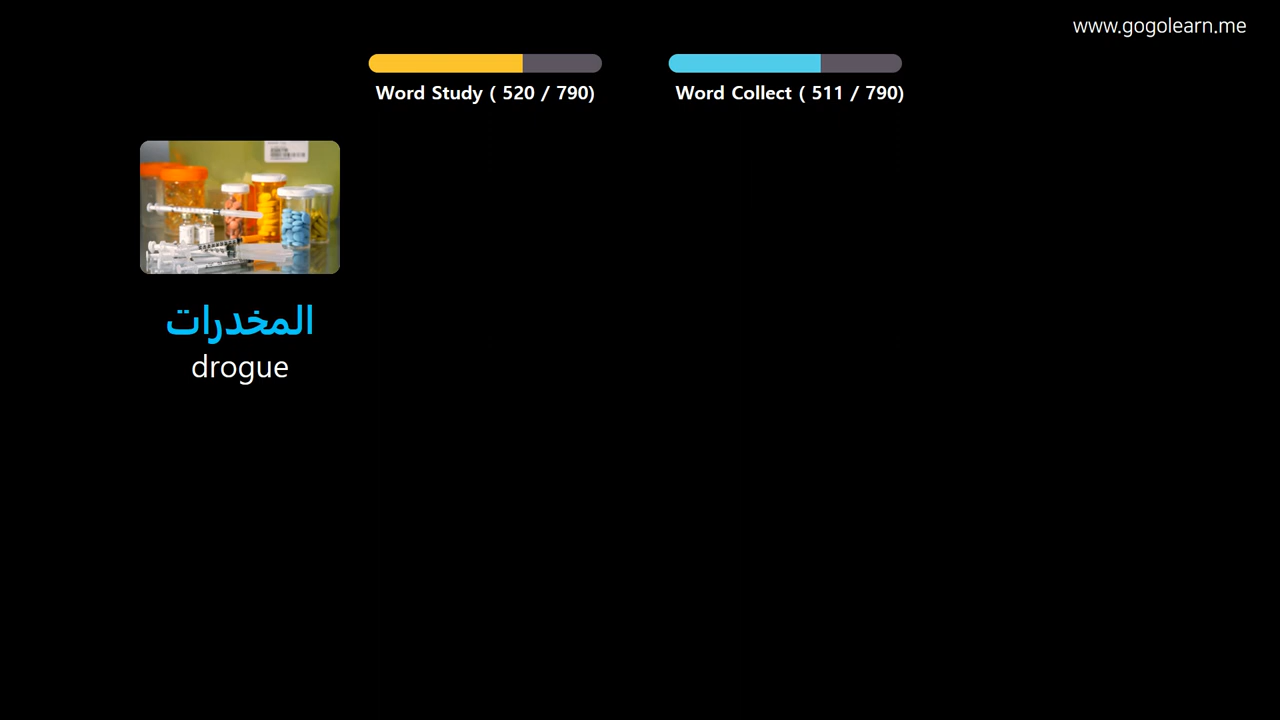 www.gogolearn.me
Word Study ( 520 / 790)
Word Collect ( 511 / 790)
المخدرات
drogue